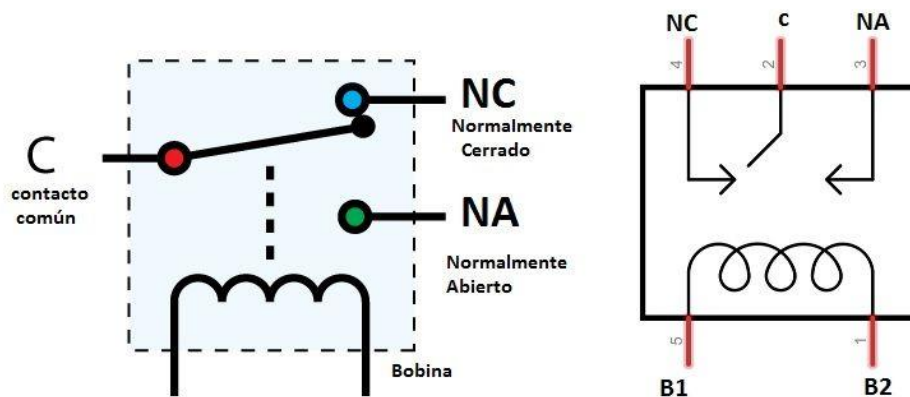 C
contacto
común
NC
Normalmente
Cerrado
NA
Normalmente
Abierto
Bobina
NC
c
NA
4
2
3
5
1
B1
B2